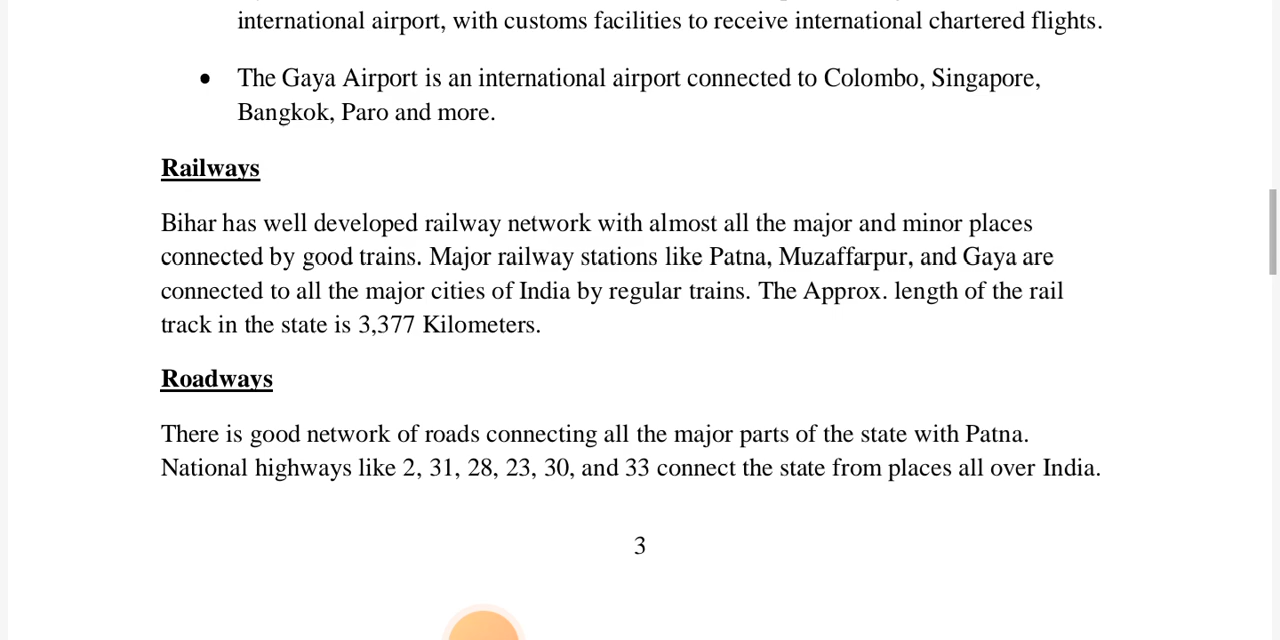 international airport, with customs facilities to receive international chartered flights.
• The Gaya Airport is an international airport connected to Colombo, Singapore,
Bangkok, Paro and more.
Railways
Bihar has well developed railway network with almost all the major and minor places
connected by good trains. Major railway stations like Patna, Muzaffarpur, and Gaya are
connected to all the major cities of India by regular trains. The Approx. length of the rail
track in the state is 3,377 Kilometers.
Roadways
There is good network of roads connecting all the major parts of the state with Patna.
National highways like 2, 31, 28, 23, 30, and 33 connect the state from places all over India.
3